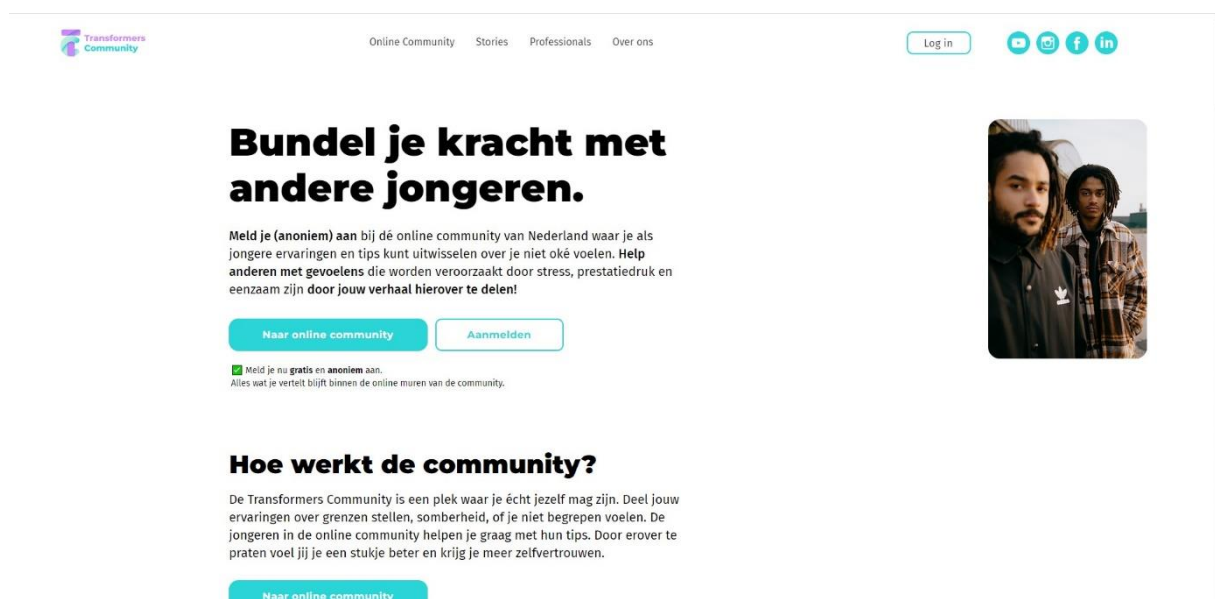 Transformers
Community
Online Community Stories Professionals Over ons
Log in
Bundel je kracht met
andere jongeren.
Meld je (anoniem) aan bij dé online community van Nederland waar je als
jongere ervaringen en tips kunt uitwisselen over je niet oké voelen. Help
anderen met gevoelens die worden veroorzaakt door stress, prestatiedruk en
eenzaam zijn door jouw verhaal hierover te delen!
Naar online community Aanmelden
✅ Meld je nu gratis en anoniem aan.
Alles wat je vertelt blijft binnen de online muren van de community.
Hoe werkt de community?
De Transformers Community is een plek waar je écht jezelf mag zijn. Deel jouw
ervaringen over grenzen stellen, somberheid, of je niet begrepen voelen. De
jongeren in de online community helpen je graag met hun tips. Door erover te
praten voel jij je een stukje beter en krijg je meer zelfvertrouwen.
Naar online community